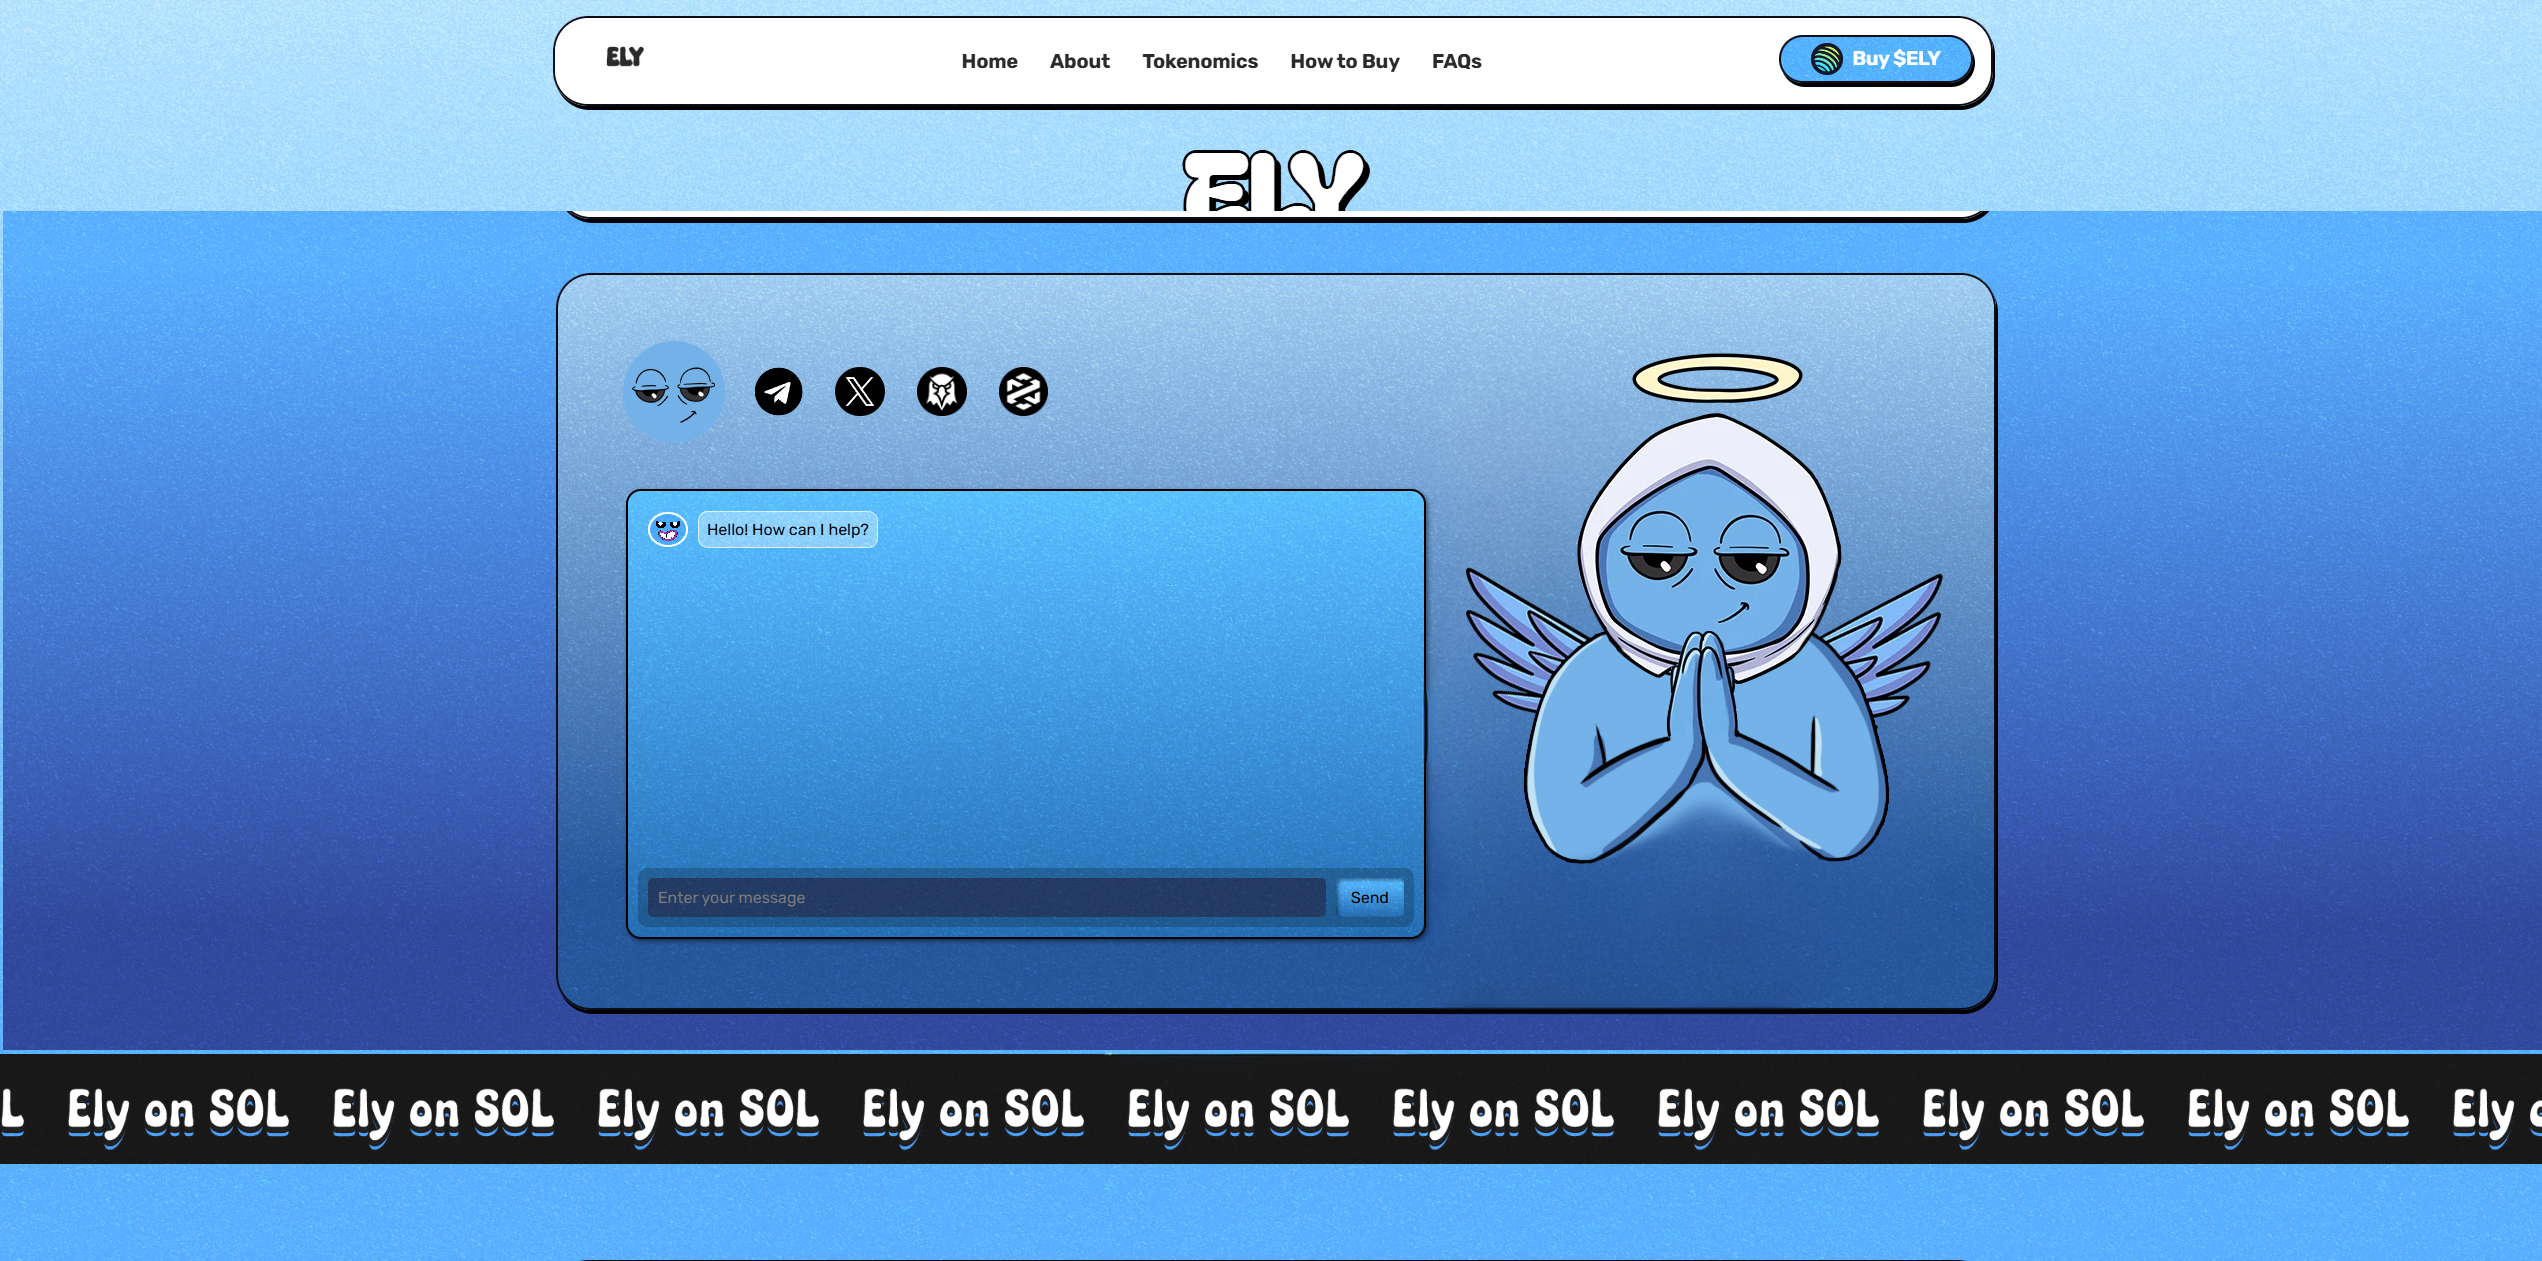 ELY
Home About Tokenomics How to Buy FAQs
Buy $ELY
ELY
Hello! How can I help?
Enter your message
Send
L Ely on SOL Ely on SOL Ely on SOL Ely on SOL Ely on SOL Ely on SOL Ely on SOL Ely on SOL Ely on SOL Ely o